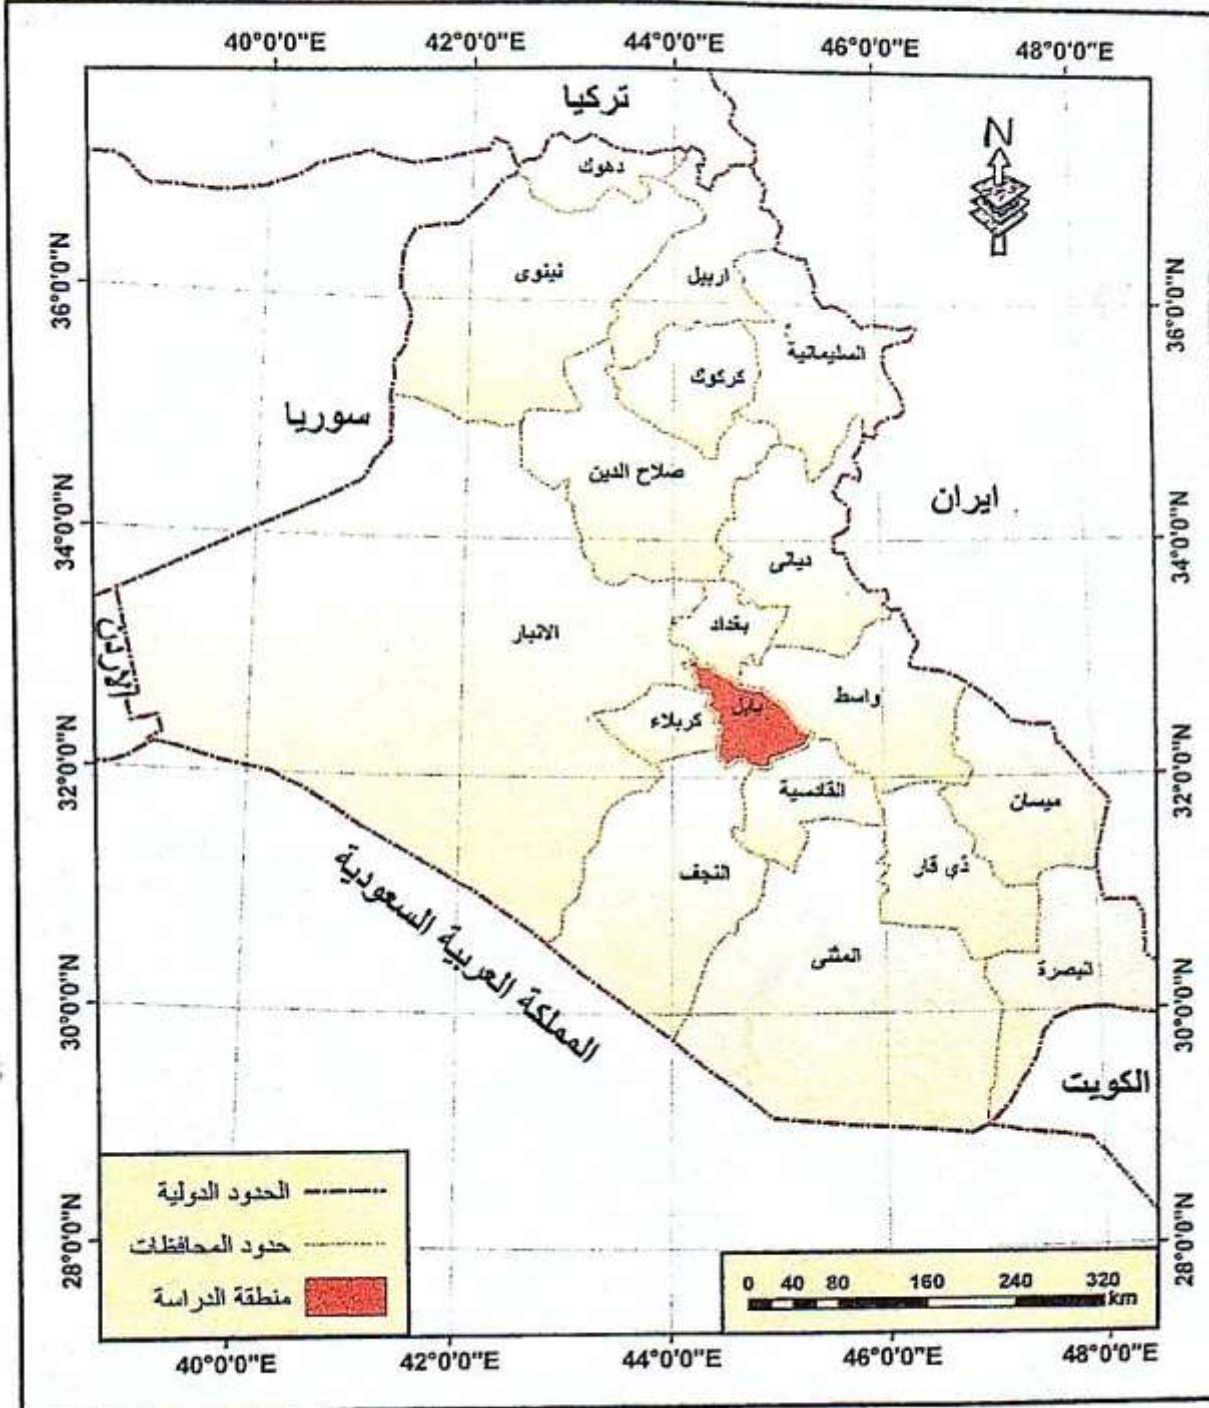 40°0'0"E 42°0'0"E 44°0'0"E 46°0'0"E 48°0'0"E
تركيا
N
دهوك
36°0'0"N
نينوى
اربيل
36°0'0"N
السليمانية
كركوك
سوريا
صلاح الدين
ايران
34°0'0"N
34°0'0"N
ديالى
بغداد
الانبار
الاردن
واسط
بابل
كربلاء
32°0'0"N
32°0'0"N
القادسية
ميسان
ذي قار
النجف
المملكة العربية السعودية
المثنى
البصرة
30°0'0"N
30°0'0"N
الكويت
الحدود الدولية
حدود المحافظات
منطقة الدراسة
28°0'0"N
28°0'0"N
0 40 80 160 240 320
km
40°0'0"E 42°0'0"E 44°0'0"E 46°0'0"E 48°0'0"E